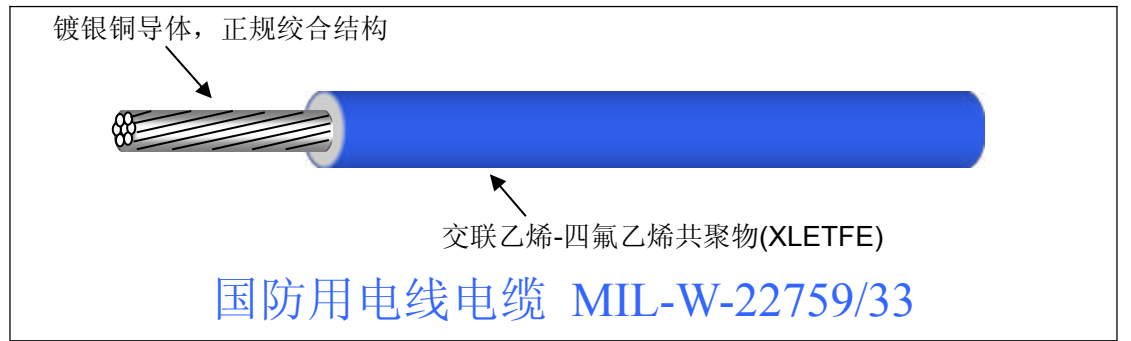 镀银铜导体，正规绞合结构
交联乙烯-四氟乙烯共聚物(XLETFE)
国防用电线电缆 MIL-W-22759/33